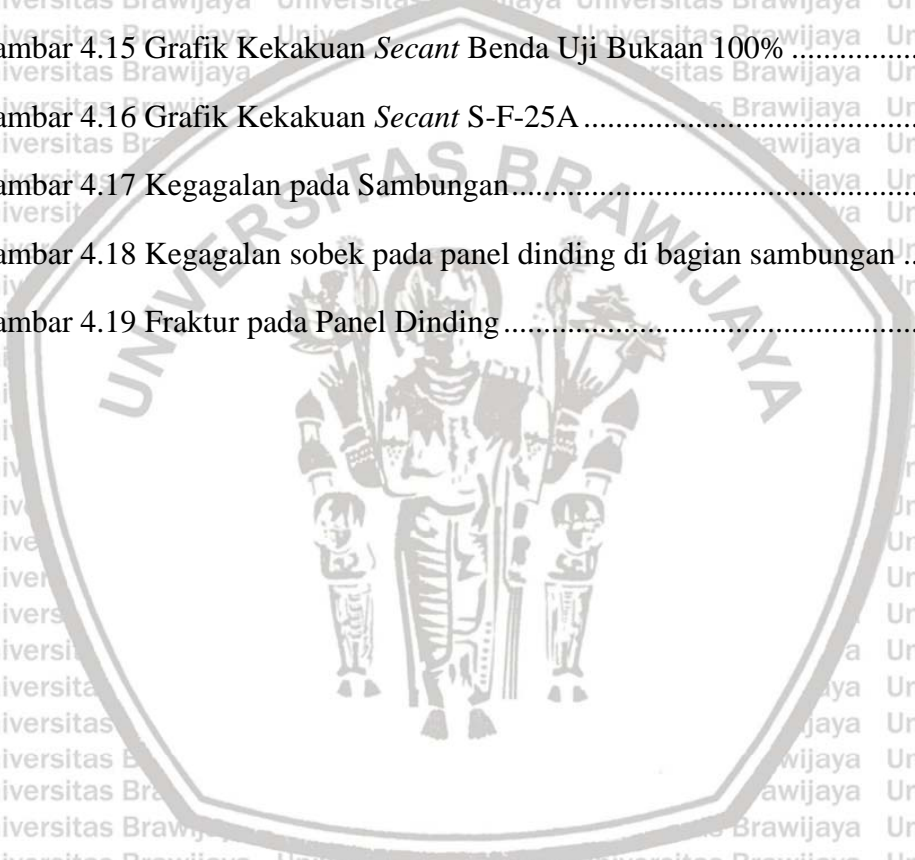 ambar 4.15 Grafik Kekakuan Secant Benda Uji Bukaan 100% ................
ambar 4.16 Grafik Kekakuan Secant S-F-25A..........................................
ambar 4.17 Kegagalan pada Sambungan...................................................
ambar 4.18 Kegagalan sobek pada panel dinding di bagian sambungan ..
ambar 4.19 Fraktur pada Panel Dinding....................................................
UNIVERSITAS BRAWIJAYA